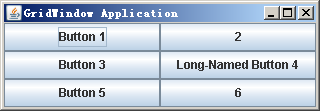 GridWindow Application
Button 1
2
Button 3
Long-Named Button 4
Button 5
6